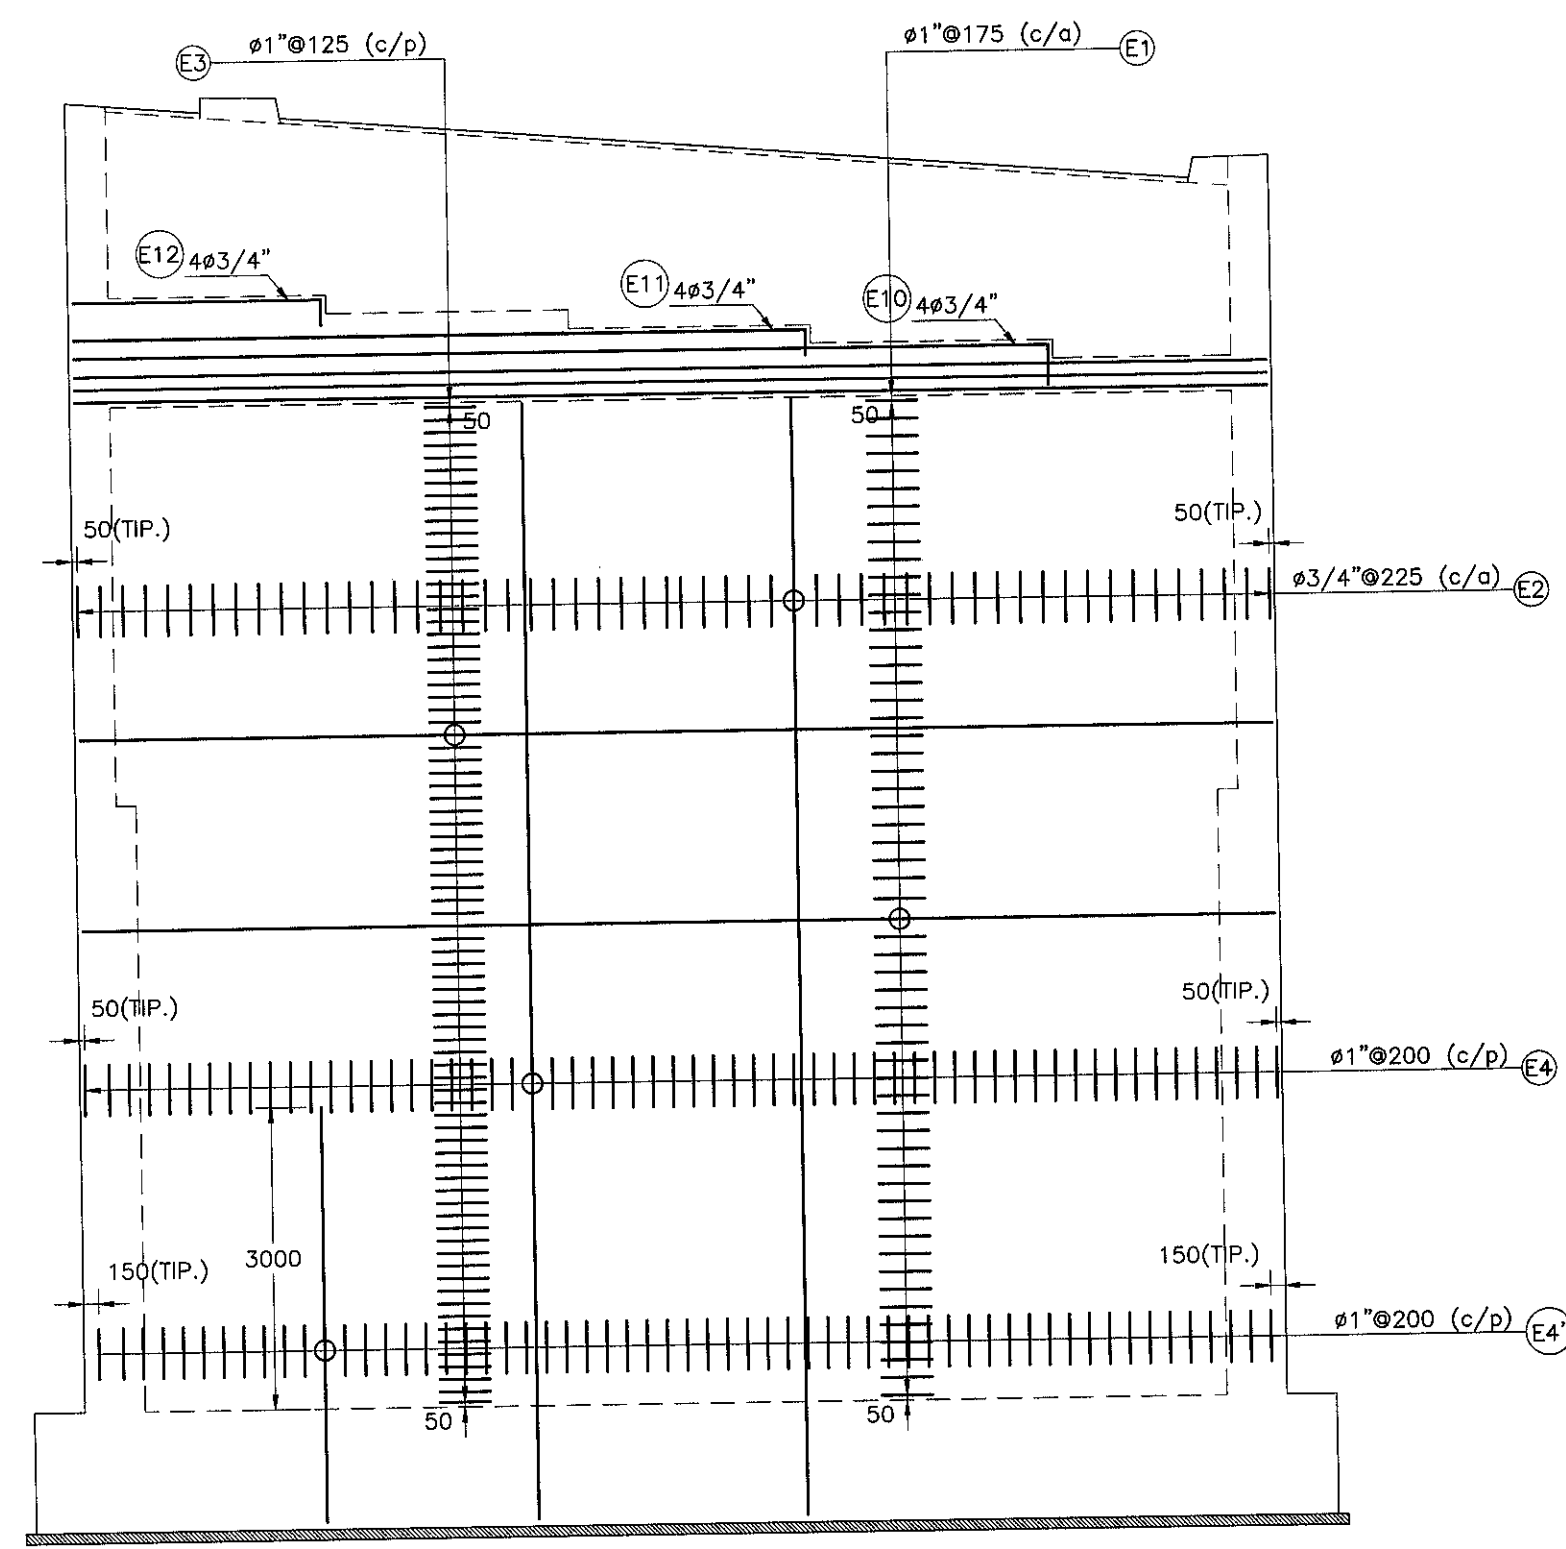 E3 ø1"@125 (c/p)
ø1"@175 (c/a) E1
E12 4ø3/4"
E11 4ø3/4"
E10 4ø3/4"
50
50
50(TIP.)
50(TIP.)
ø3/4"@225 (c/a) E2
50(TIP.)
50(TIP.)
ø1"@200 (c/p) E4
3000
150(TIP.)
150(TIP.)
ø1"@200 (c/p) E4'
50
50